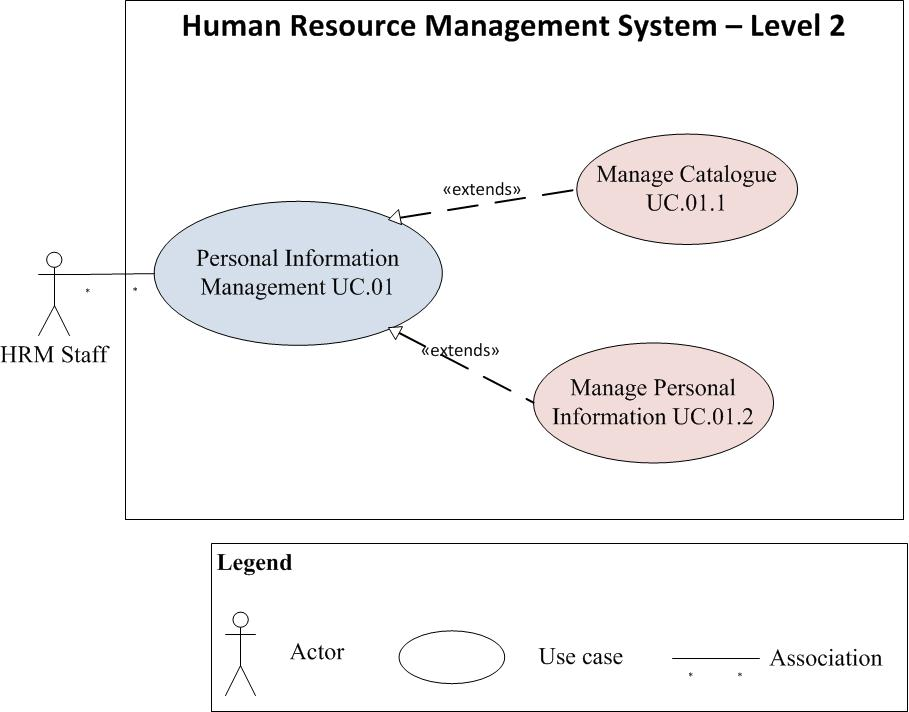 Human Resource Management System – Level 2
«extends»
Manage Catalogue
UC.01.1
Personal Information
Management UC.01
* *
HRM Staff
«extends»
Manage Personal
Information UC.01.2
Legend
Actor
Use case
Association
* *